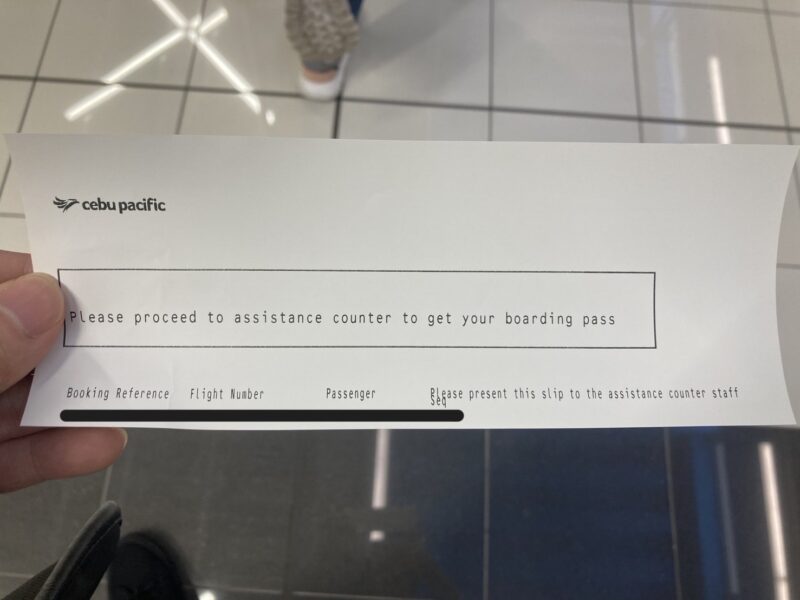 cebu pacific
Please proceed to assistance counter to get your boarding pass
Booking Reference Flight Number Passenger Please present this slip to the assistance counter staff
Seq